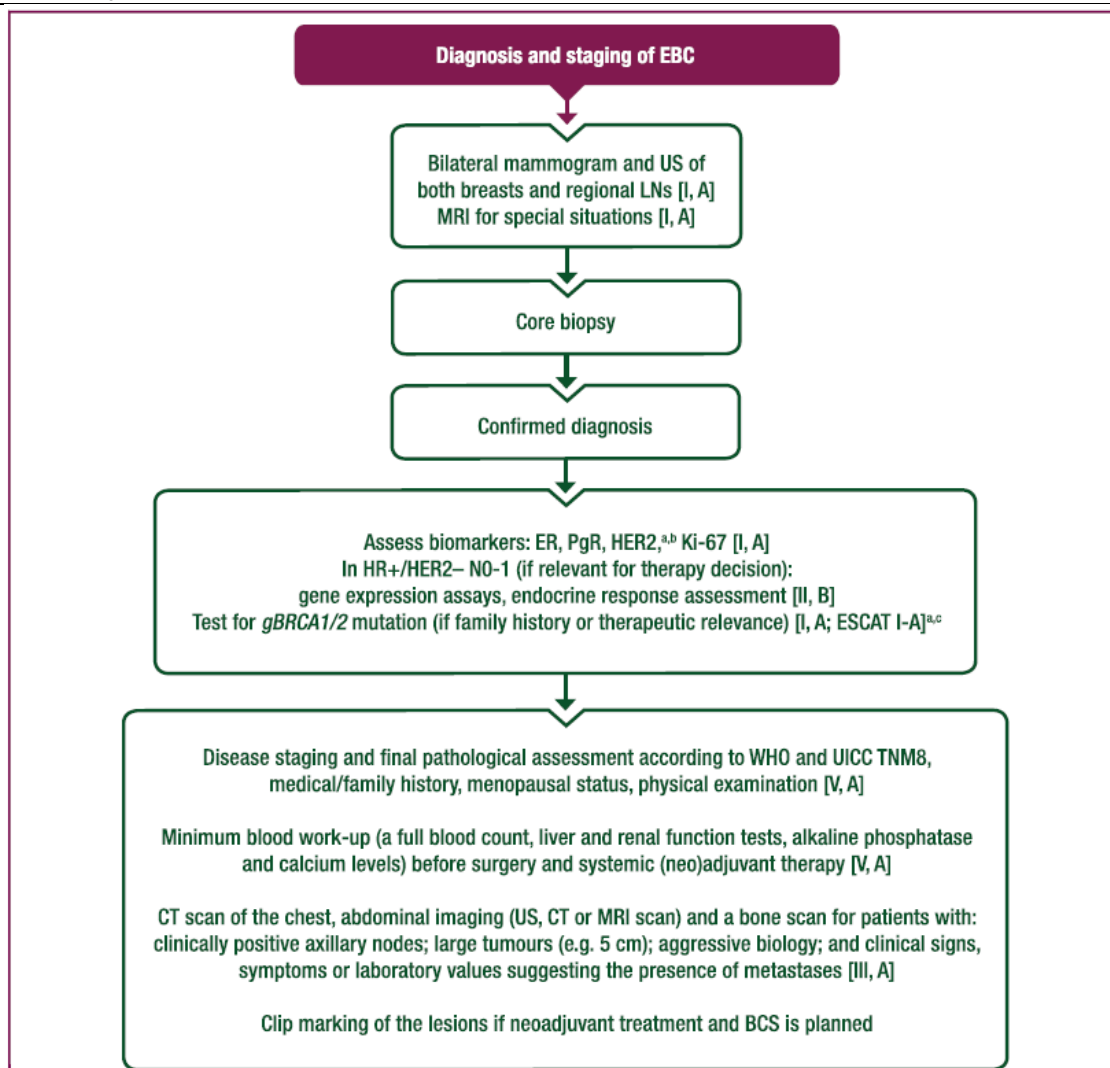 Diagnosis and staging of EBC
Bilateral mammogram and US of
both breasts and regional LNs [I, A]
MRI for special situations [I, A]
Core biopsy
Confirmed diagnosis
Assess biomarkers: ER, PgR, HER2,a,b Ki-67 [I, A]
In HR+/HER2– N0-1 (if relevant for therapy decision):
gene expression assays, endocrine response assessment [II, B]
Test for gBRCA1/2 mutation (if family history or therapeutic relevance) [I, A; ESCAT I-A]a,c
Disease staging and final pathological assessment according to WHO and UICC TNM8,
medical/family history, menopausal status, physical examination [V, A]
Minimum blood work-up (a full blood count, liver and renal function tests, alkaline phosphatase
and calcium levels) before surgery and systemic (neo)adjuvant therapy [V, A]
CT scan of the chest, abdominal imaging (US, CT or MRI scan) and a bone scan for patients with:
clinically positive axillary nodes; large tumours (e.g. 5 cm); aggressive biology; and clinical signs,
symptoms or laboratory values suggesting the presence of metastases [III, A]
Clip marking of the lesions if neoadjuvant treatment and BCS is planned